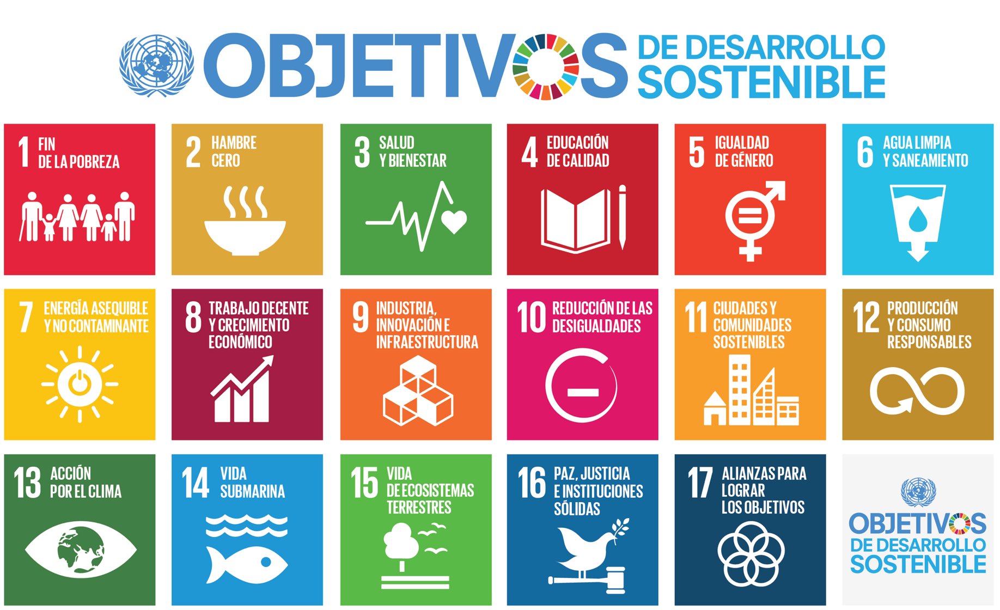 OBJETIVOS
DE DESARROLLO
SOSTENIBLE
1 FIN
DE LA POBREZA
2 HAMBRE
CERO
3 SALUD
Y BIENESTAR
4 EDUCACIÓN
DE CALIDAD
5 IGUALDAD
DE GÉNERO
6 AGUA LIMPIA
Y SANEAMIENTO
7 ENERGÍA ASEQUIBLE
Y NO CONTAMINANTE
8 TRABAJO DECENTE
Y CRECIMIENTO
ECONÓMICO
9 INDUSTRIA,
INNOVACIÓN E
INFRAESTRUCTURA
10 REDUCCIÓN DE LAS
DESIGUALDADES
11 CIUDADES Y
COMUNIDADES
SOSTENIBLES
12 PRODUCCIÓN
Y CONSUMO
RESPONSABLES
13 ACCIÓN
POR EL CLIMA
14 VIDA
SUBMARINA
15 VIDA
DE ECOSISTEMAS
TERRESTRES
16 PAZ, JUSTICIA
E INSTITUCIONES
SÓLIDAS
17 ALIANZAS PARA
LOGRAR
LOS OBJETIVOS
OBJETIVOS
DE DESARROLLO
SOSTENIBLE